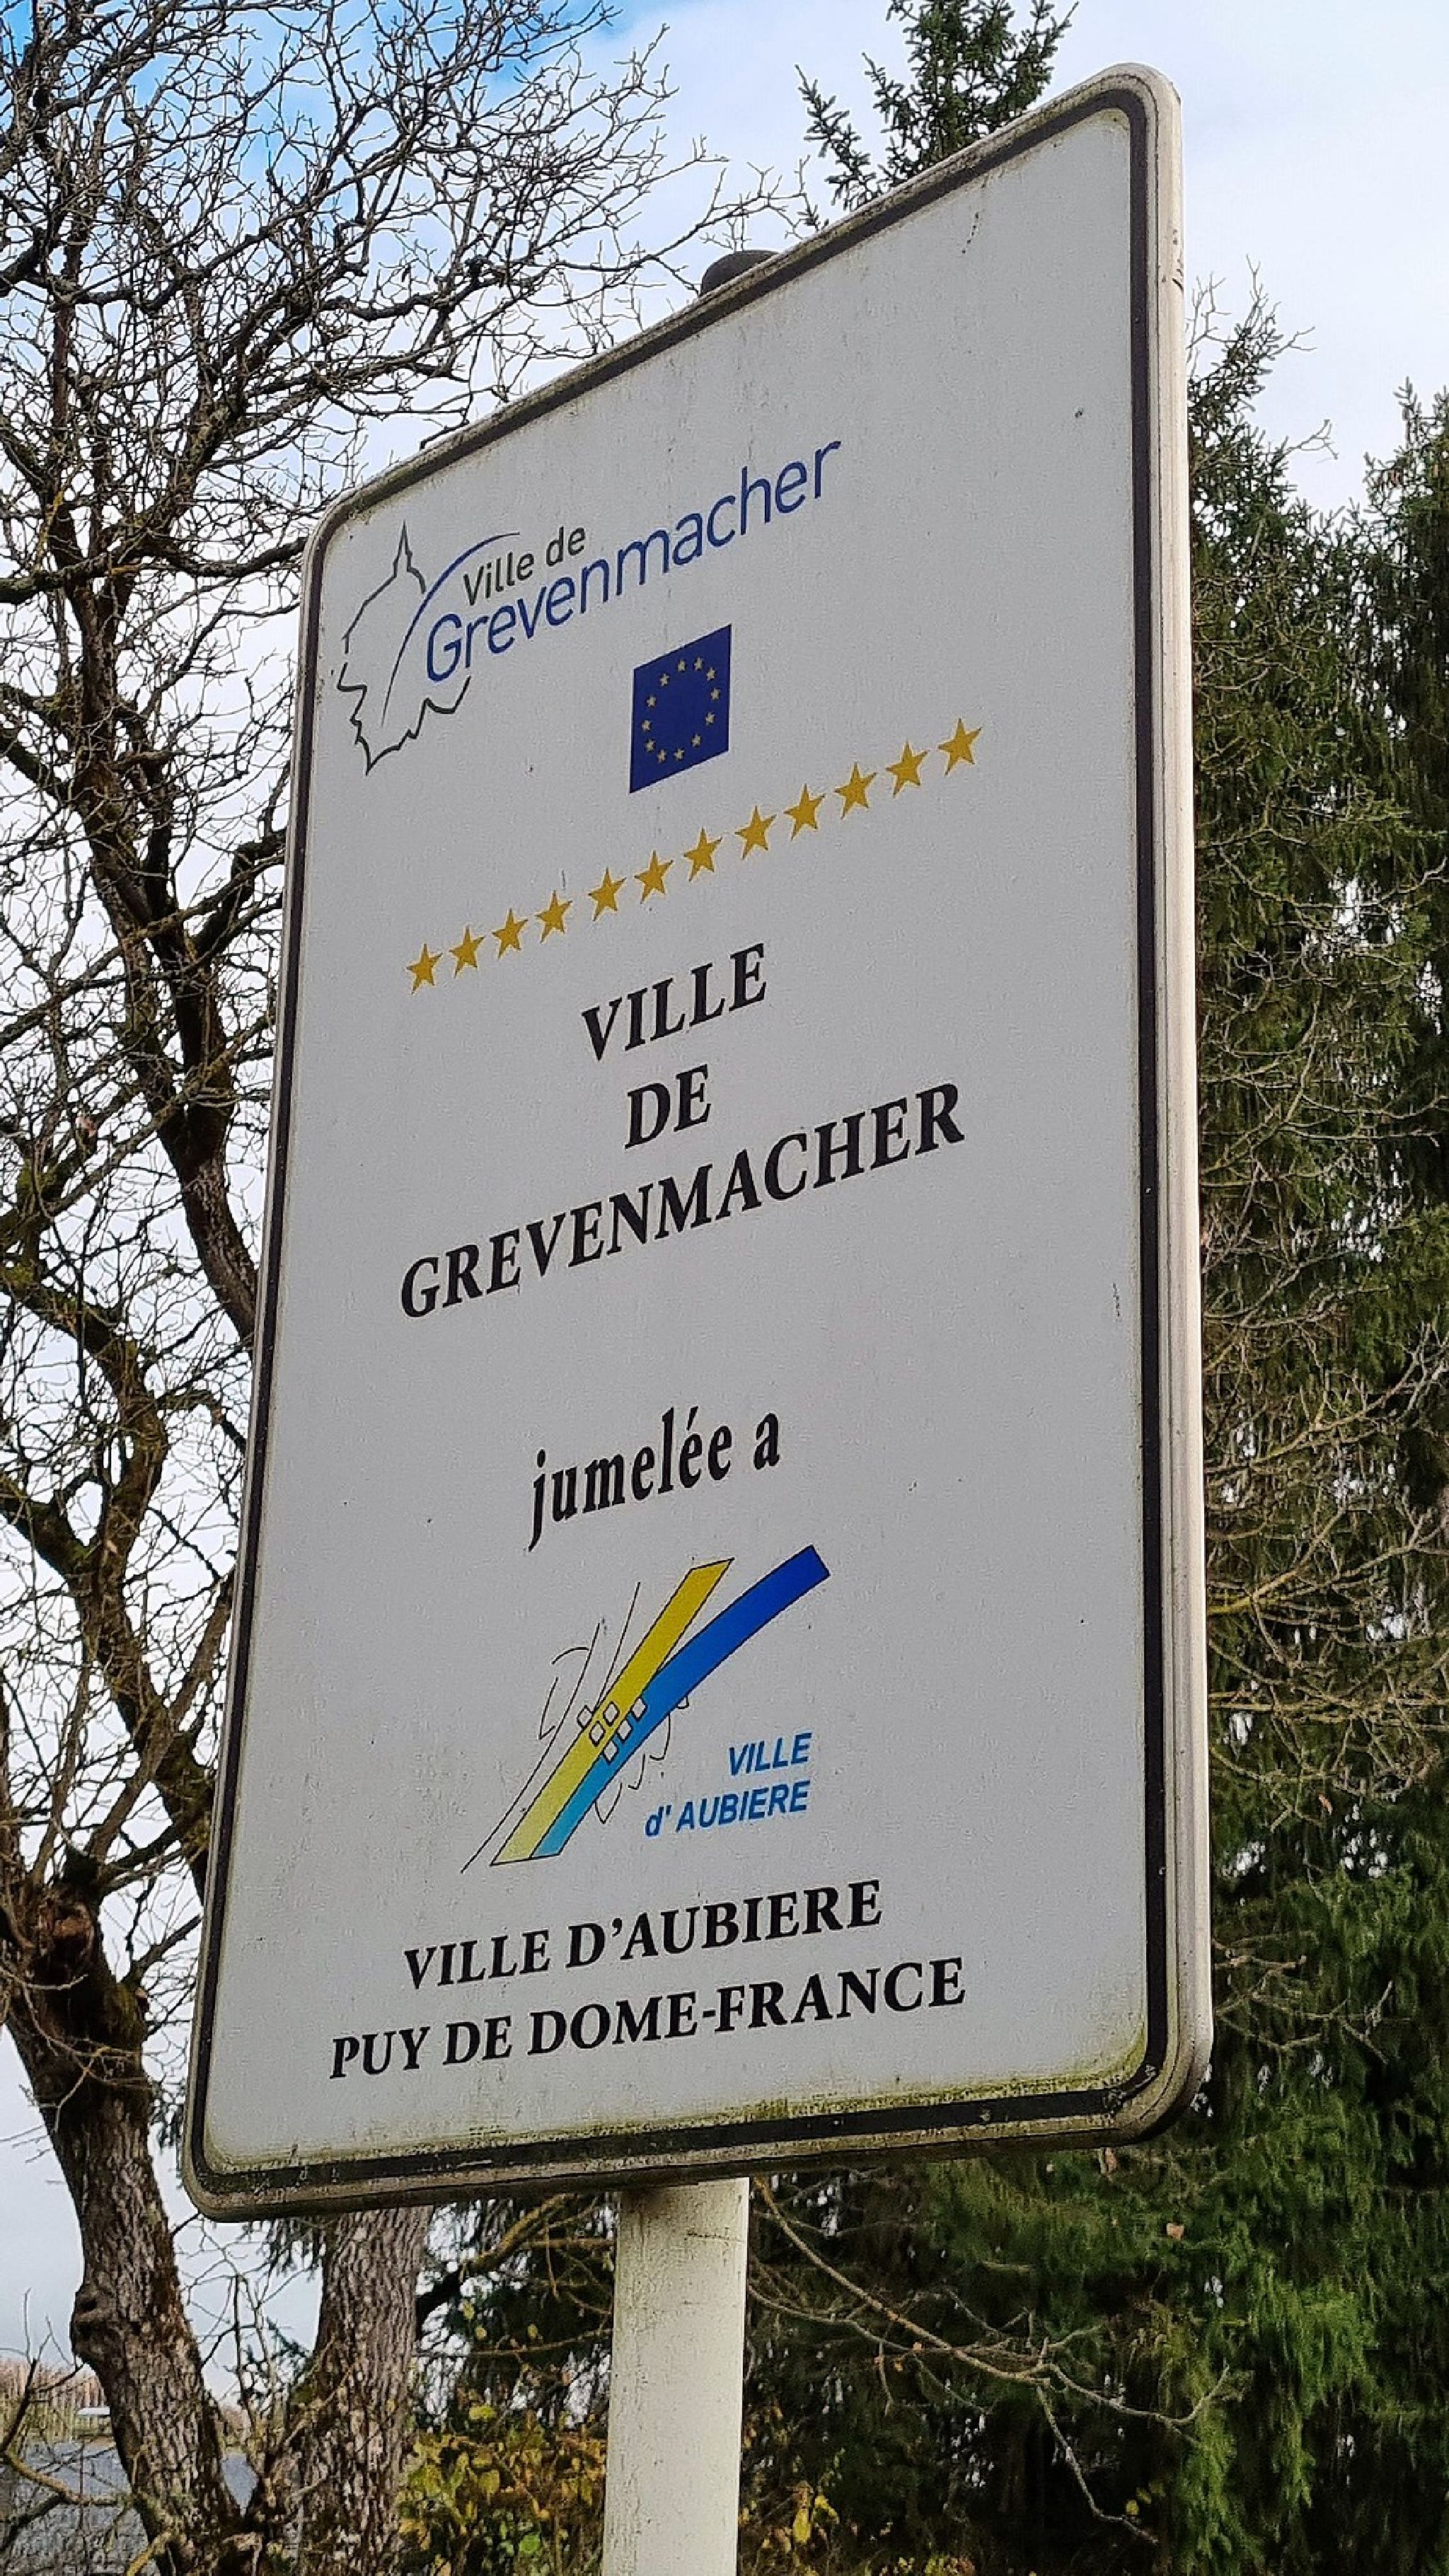 Ville de
Grevenmacher
VILLE
DE
GREVENMACHER
jumelée a
VILLE
d' AUBIERE
VILLE D’AUBIERE
PUY DE DOME-FRANCE